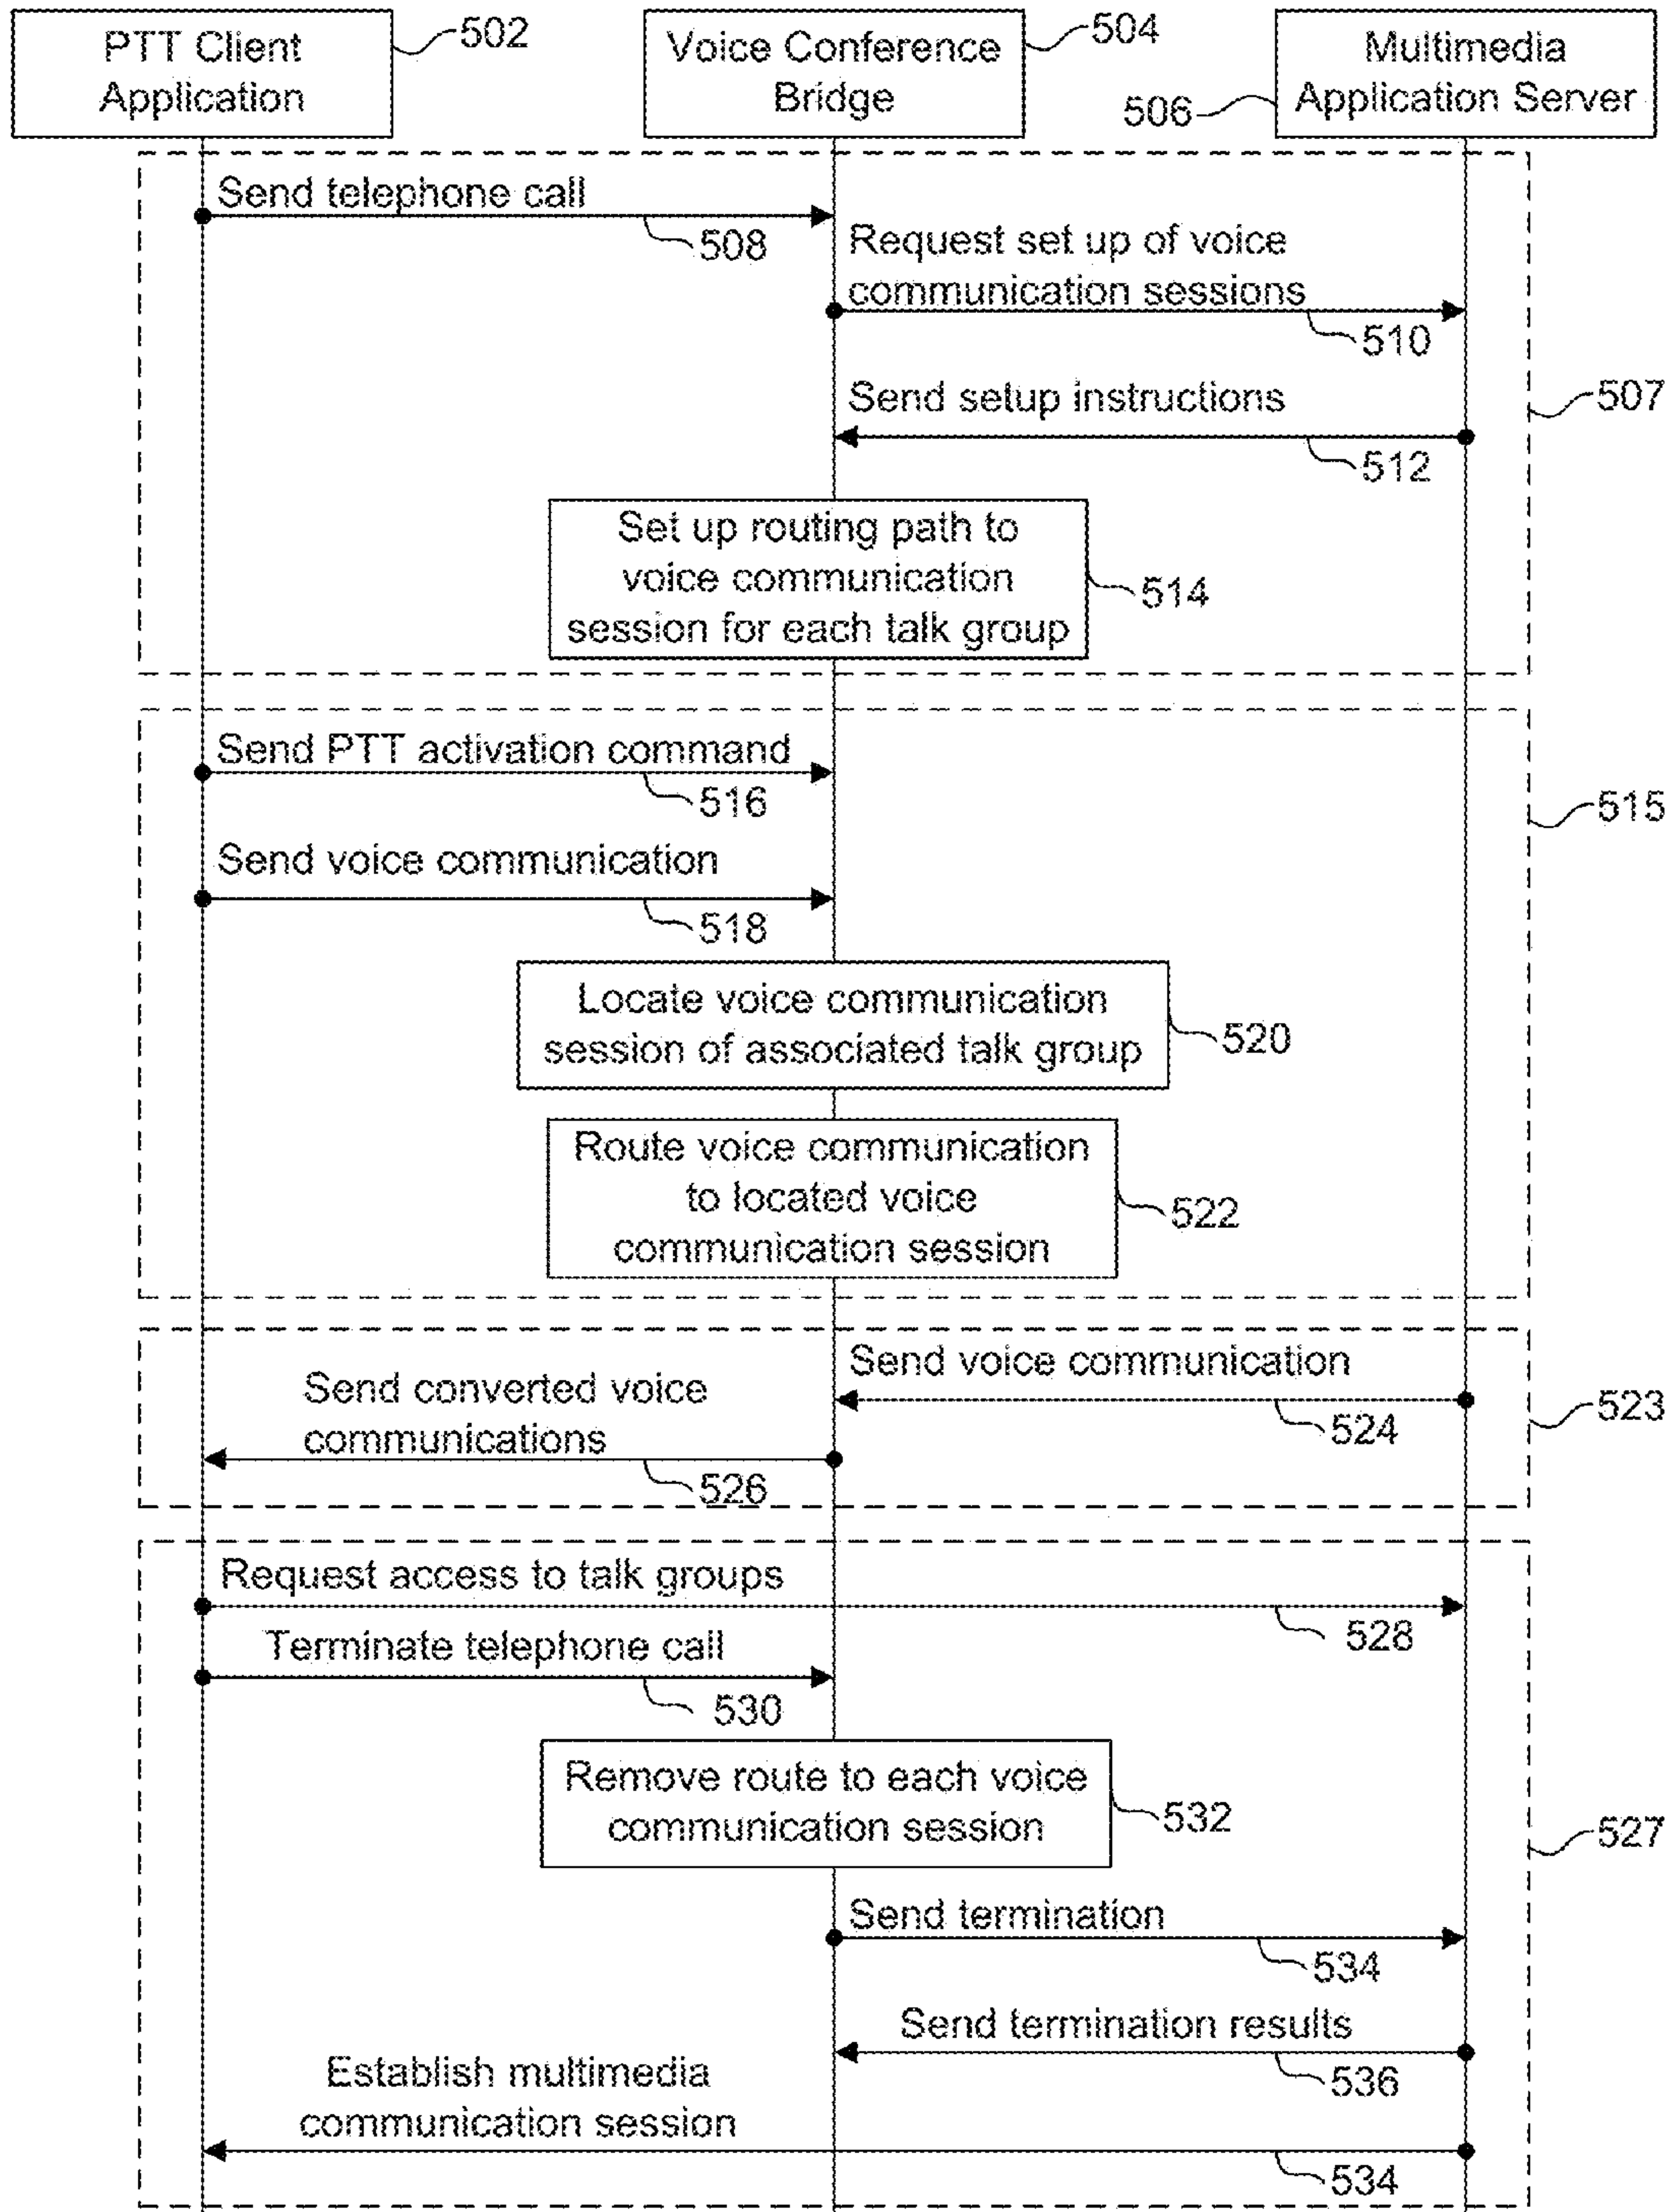 PTT Client
Application
502
Voice Conference
Bridge
504
Multimedia
Application Server
506
Send telephone call
508
Request set up of voice
communication sessions
510
Send setup instructions
512
507
Set up routing path to
voice communication
session for each talk group
514
Send PTT activation command
516
515
Send voice communication
518
Locate voice communication
session of associated talk group
520
Route voice communication
to located voice
communication session
522
Send voice communication
524
523
Send converted voice
communications
526
Request access to talk groups
528
Terminate telephone call
530
Remove route to each voice
communication session
532
527
Send termination
534
Send termination results
536
Establish multimedia
communication session
534